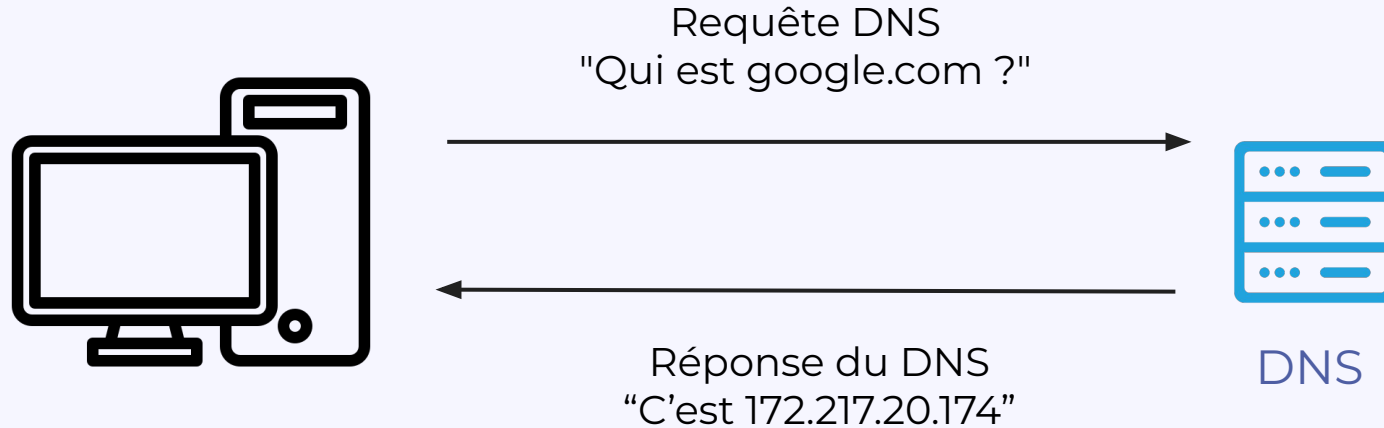 Requête DNS
"Qui est google.com ?"
Réponse du DNS
“C’est 172.217.20.174”
DNS